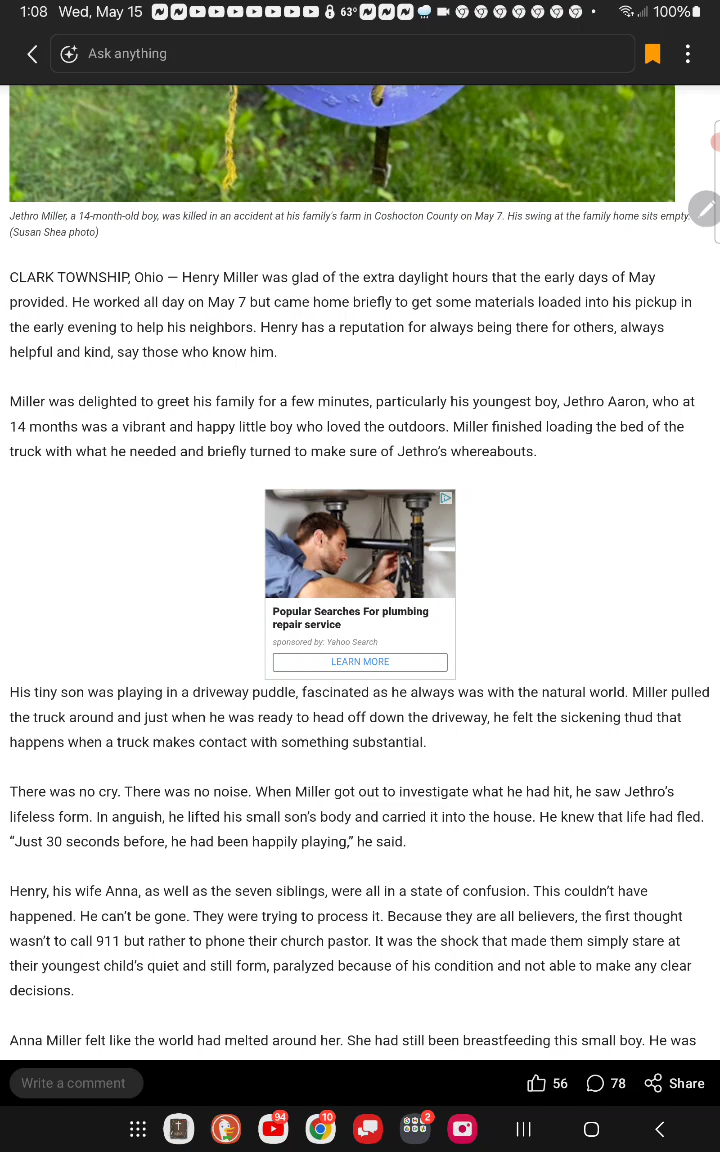 1:08 Wed, May 15
63°
100%
Ask anything
Jethro Miller, a 14-month-old boy, was killed in an accident at his family's farm in Coshocton County on May 7. His swing at the family home sits empty.
(Susan Shea photo)
CLARK TOWNSHIP, Ohio — Henry Miller was glad of the extra daylight hours that the early days of May
provided. He worked all day on May 7 but came home briefly to get some materials loaded into his pickup in
the early evening to help his neighbors. Henry has a reputation for always being there for others, always
helpful and kind, say those who know him.
Miller was delighted to greet his family for a few minutes, particularly his youngest boy, Jethro Aaron, who at
14 months was a vibrant and happy little boy who loved the outdoors. Miller finished loading the bed of the
truck with what he needed and briefly turned to make sure of Jethro's whereabouts.
Popular Searches For plumbing
repair service
sponsored by: Yahoo Search
LEARN MORE
His tiny son was playing in a driveway puddle, fascinated as he always was with the natural world. Miller pulled
the truck around and just when he was ready to head off down the driveway, he felt the sickening thud that
happens when a truck makes contact with something substantial.
There was no cry. There was no noise. When Miller got out to investigate what he had hit, he saw Jethro's
lifeless form. In anguish, he lifted his small son's body and carried it into the house. He knew that life had fled.
“Just 30 seconds before, he had been happily playing,” he said.
Henry, his wife Anna, as well as the seven siblings, were all in a state of confusion. This couldn't have
happened. He can't be gone. They were trying to process it. Because they are all believers, the first thought
wasn't to call 911 but rather to phone their church pastor. It was the shock that made them simply stare at
their youngest child's quiet and still form, paralyzed because of his condition and not able to make any clear
decisions.
Anna Miller felt like the world had melted around her. She had still been breastfeeding this small boy. He was
Write a comment
56
78
Share
94
10
2